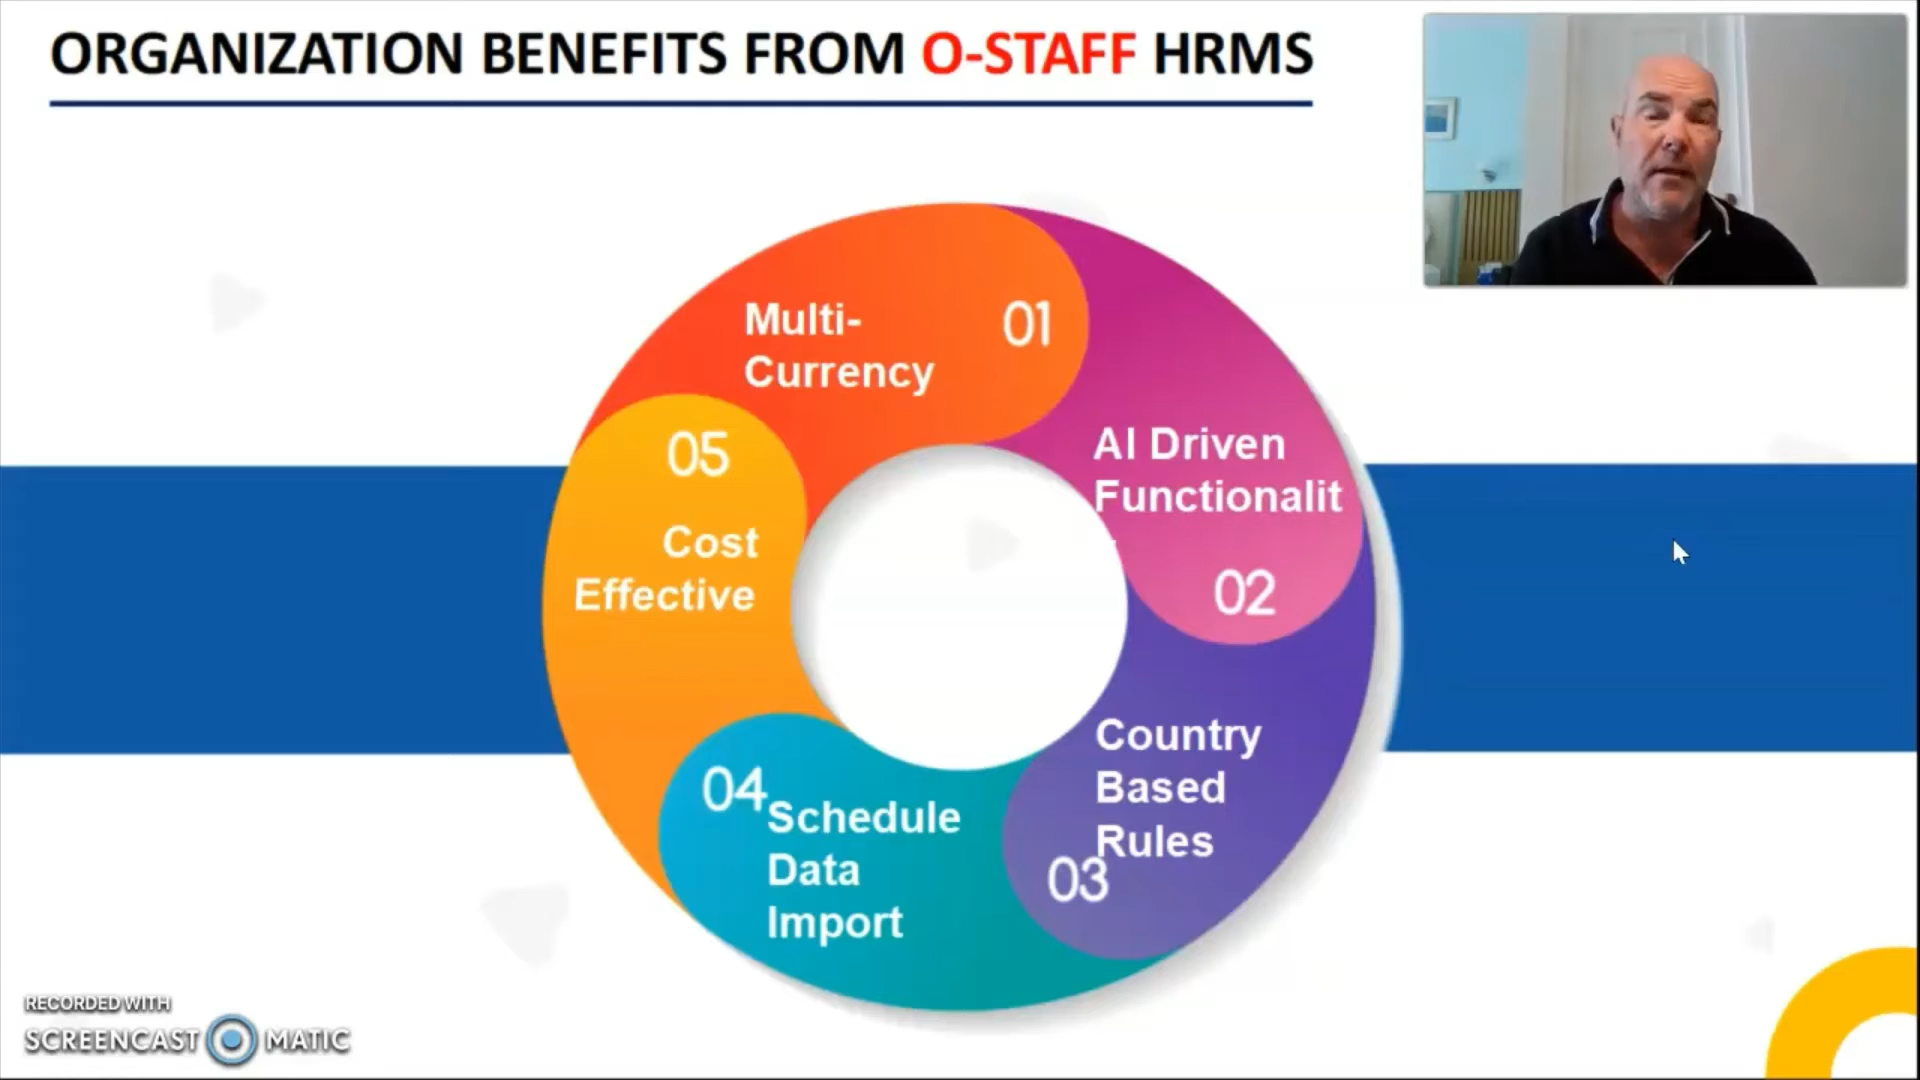 ORGANIZATION BENEFITS FROM O-STAFF HRMS
Multi-
Currency
01
AI Driven
Functionalit
02
Country
Based
Rules
03
04
Schedule
Data
Import
05
Cost
Effective
RECORDED WITH
SCREENCAST MATIC